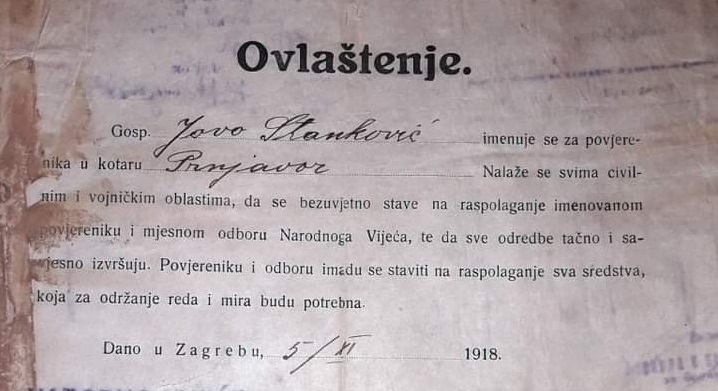 Ovlaštenje.
Gosp. Jovo Stanković imenuje se za povjere-
nika u kotaru Prnjavor Nalaže se svima civil-
nim i vojničkim oblastima, da se bezuvjetno stave na raspolaganje imenovanom
povjereniku i mjesnom odboru Narodnoga Vijeća, te da sve odredbe tačno i sa-
vjesno izvršuju. Povjereniku i odboru imadu se staviti na raspolaganje sva sredstva,
koja za održanje reda i mira budu potrebna.
Dano u Zagrebu, 5/XI 1918.